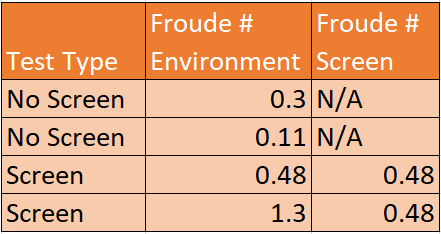 Test Type Froude # Environment Froude # Screen
No Screen 0.3 N/A
No Screen 0.11 N/A
Screen 0.48 0.48
Screen 1.3 0.48